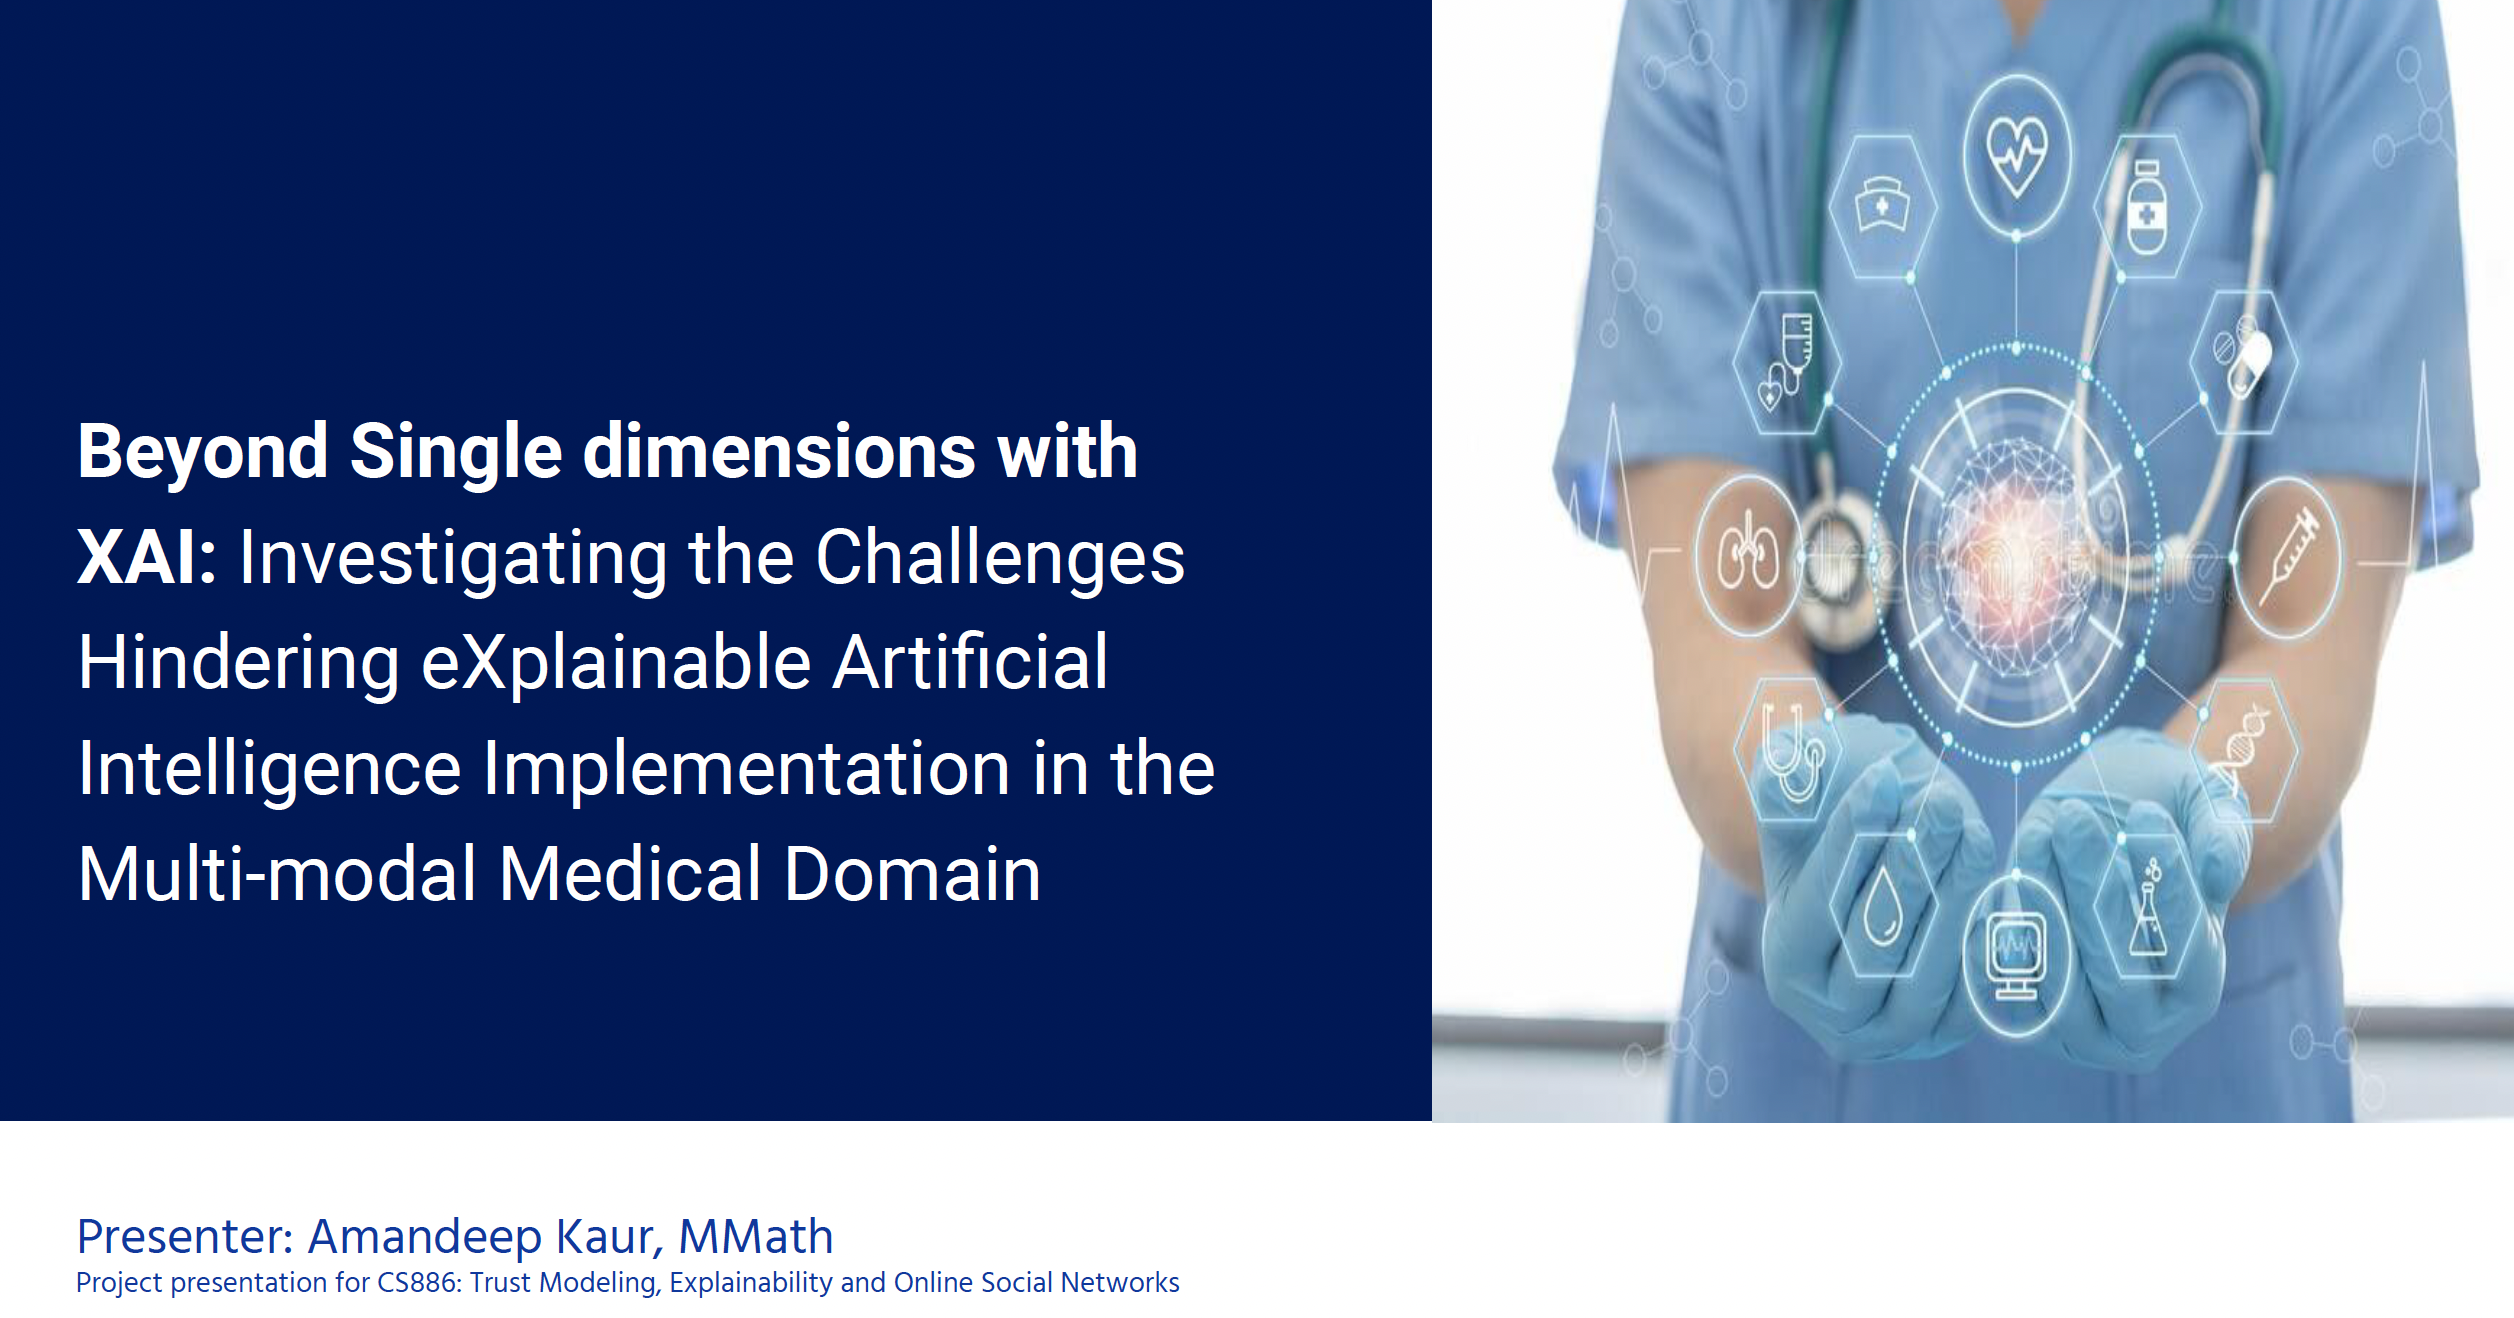 Beyond Single dimensions with
XAI: Investigating the Challenges
Hindering eXplainable Artificial
Intelligence Implementation in the
Multi-modal Medical Domain
dreamstime.
Presenter: Amandeep Kaur, MMath
Project presentation for CS886: Trust Modeling, Explainability and Online Social Networks